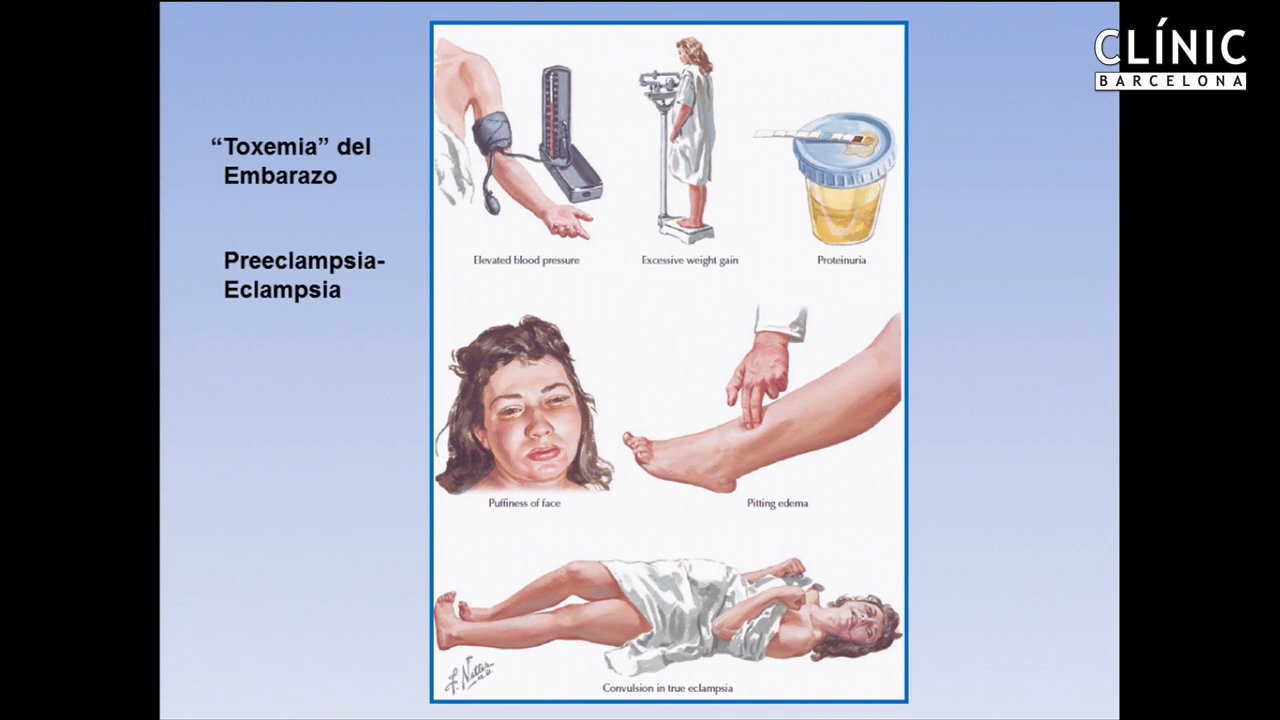 CLÍNIC
BARCELONA
“Toxemia” del
Embarazo
Preeclampsia-
Eclampsia
Elevated blood pressure
Excessive weight gain
Proteinuria
Puffiness of face
Pitting edema
F. Netter
M.D.
Convulsion in true eclampsia